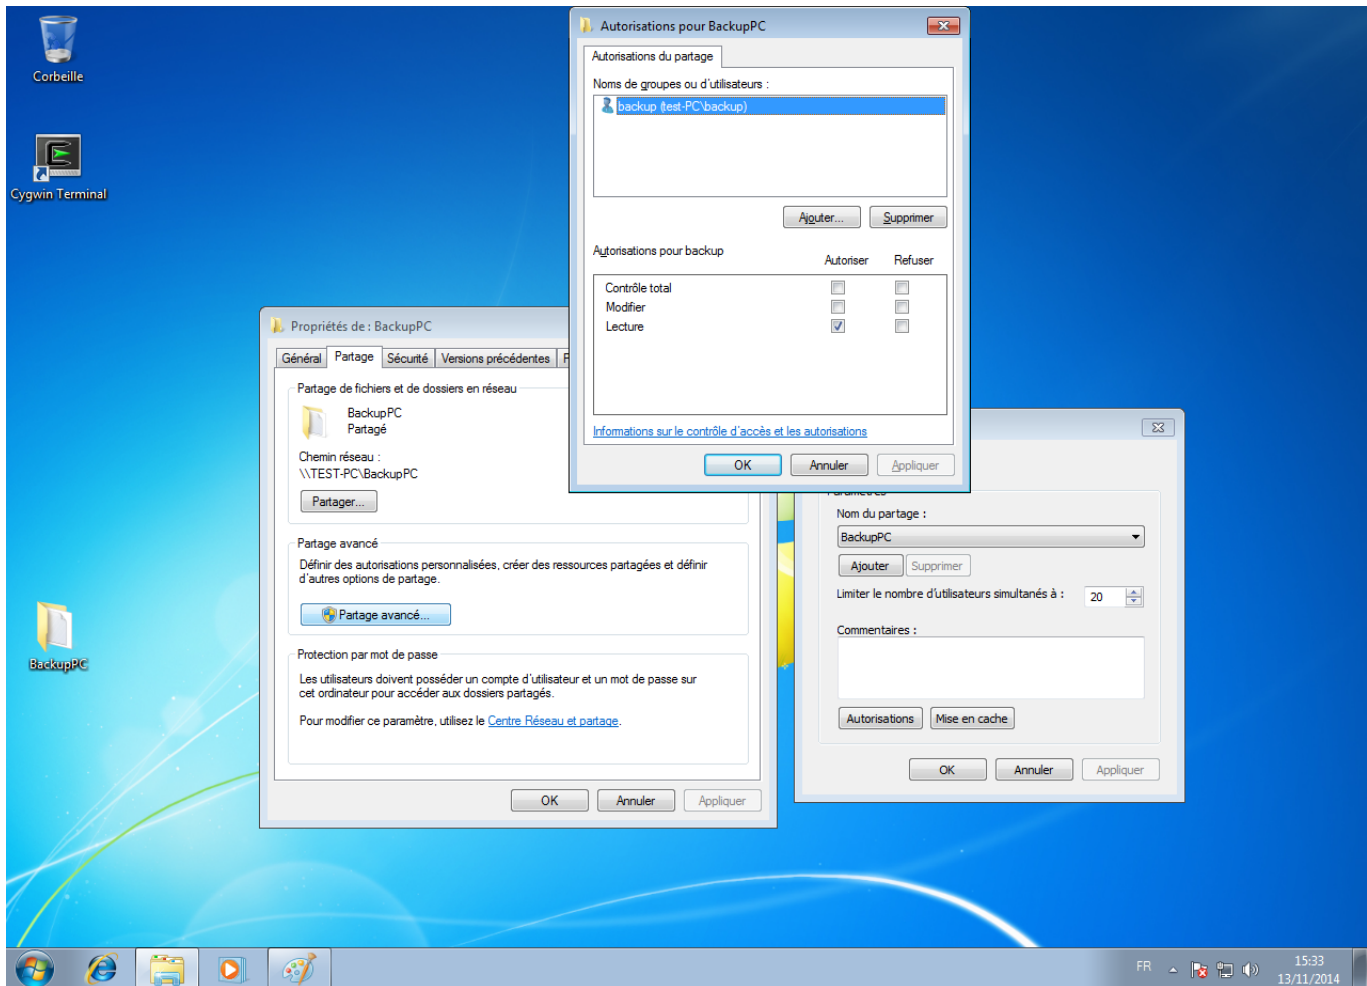 Corbeille
Cygwin Terminal
BackupPC
Autorisations pour BackupPC
Autorisations du partage
Noms de groupes ou d'utilisateurs :
backup (test-PC\backup)
Ajouter...
Supprimer
Autorisations pour backup
Autoriser
Refuser
Contrôle total
Modifier
Lecture
Informations sur le contrôle d'accès et les autorisations
OK
Annuler
Appliquer
Propriétés de : BackupPC
Général
Partage
Sécurité
Versions précédentes
Partage de fichiers et de dossiers en réseau
BackupPC
Partagé
Chemin réseau :
\\TEST-PC\BackupPC
Partager...
Partage avancé
Définir des autorisations personnalisées, créer des ressources partagées et définir
d'autres options de partage.
Partage avancé...
Protection par mot de passe
Les utilisateurs doivent posséder un compte d'utilisateur et un mot de passe sur
cet ordinateur pour accéder aux dossiers partagés.
Pour modifier ce paramètre, utilisez le Centre Réseau et partage.
OK
Annuler
Appliquer
Paramètres
Nom du partage :
BackupPC
Ajouter
Supprimer
Limiter le nombre d'utilisateurs simultanés à :
20
Commentaires :
Autorisations
Mise en cache
OK
Annuler
Appliquer
FR
15:33
13/11/2014